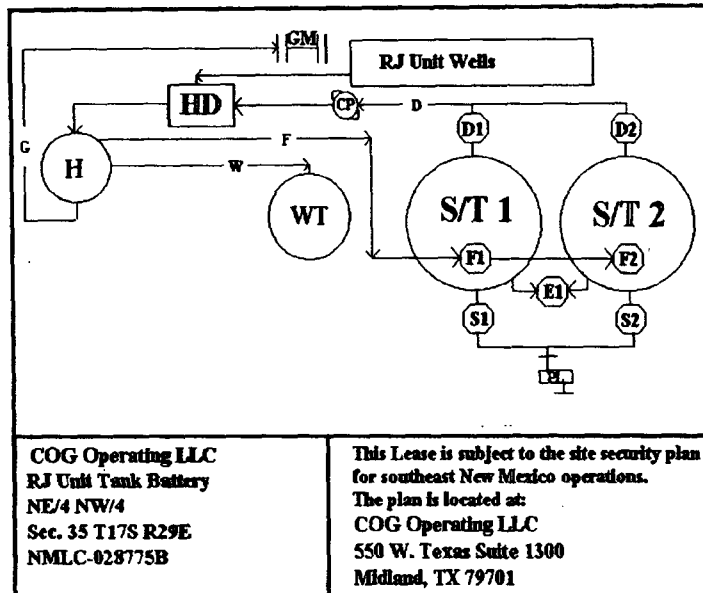 GM
RJ Unit Wells
HD
CP
D
D1
D2
G
F
H
W
WT
S/T 1
S/T 2
F1
F2
E1
S1
S2
PL
COG Operating LLC
RJ Unit Tank Battery
NE/4 NW/4
Sec. 35 T17S R29E
NMLC-028775B
This Lease is subject to the site security plan
for southeast New Mexico operations.
The plan is located at:
COG Operating LLC
550 W. Texas Suite 1300
Midland, TX 79701